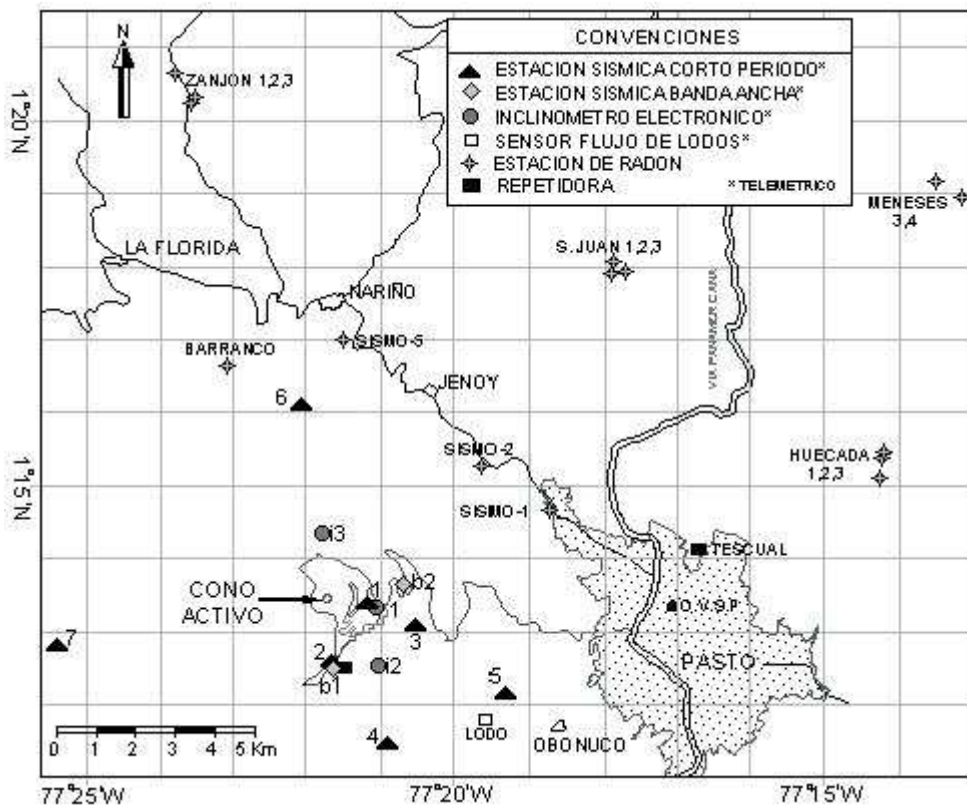 CONVENCIONES
ESTACION SISMICA CORTO PERIODO*
ESTACION SISMICA BANDA ANCHA*
INCLINOMETRO ELECTRONICO*
SENSOR FLUJO DE LODOS*
ESTACION DE RADON
REPETIDORA
* TELEMETRICO
N
ZANJON 1,2,3
1°20'N
MENESES
3,4
S. JUAN 1,2,3
LA FLORIDA
NARIÑO
VIA PANAMERICANA
SISMO-5
BARRANCO
JENOY
6
SISMO-2
HUECADA
1,2,3
1°15'N
SISMO-1
i3
TESCUAL
b2
CONO
ACTIVO
1
i1
O.V.S.P
3
7
2
i2
PASTO
b1
5
4
LODO
OBONUCO
0 1 2 3 4 5 Km
77°25'W
77°20'W
77°15'W